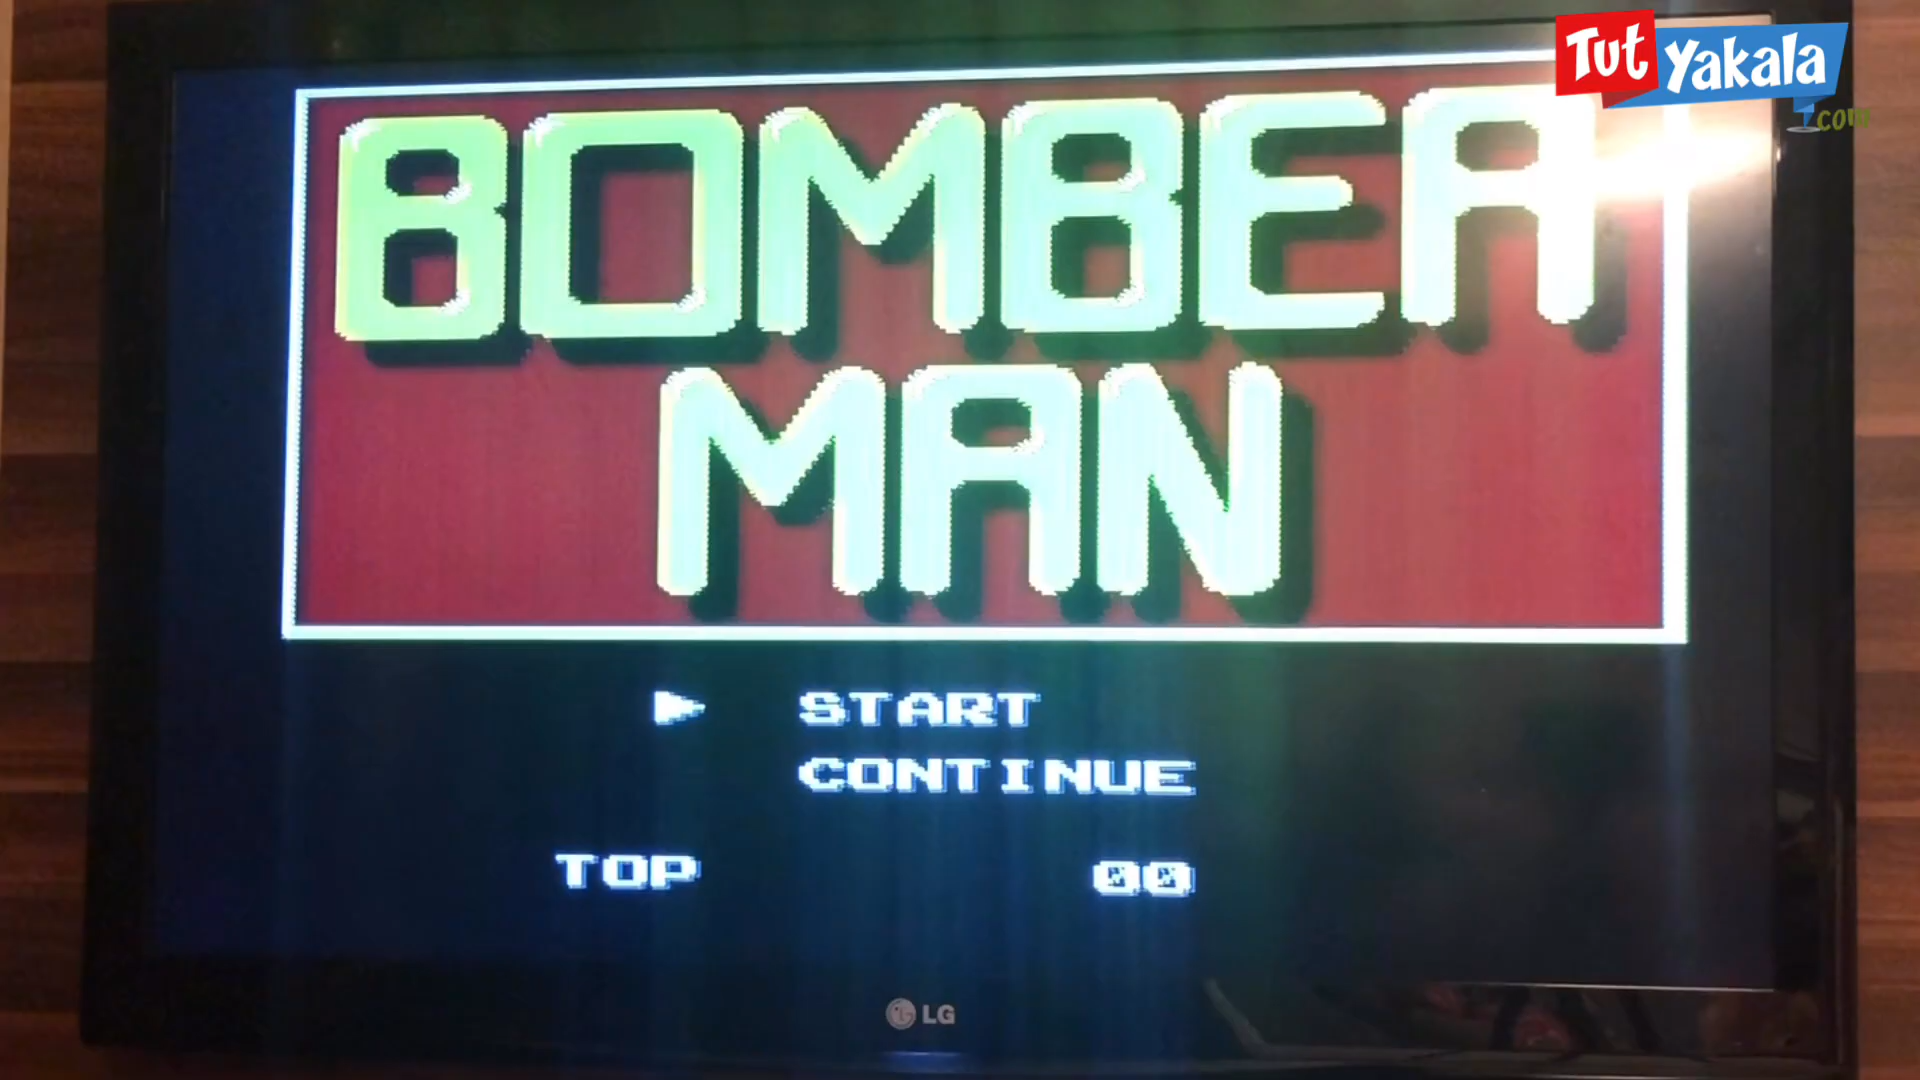 Tut Yakala
.com
BOMBER
MAN
START
CONTINUE
TOP 00
LG